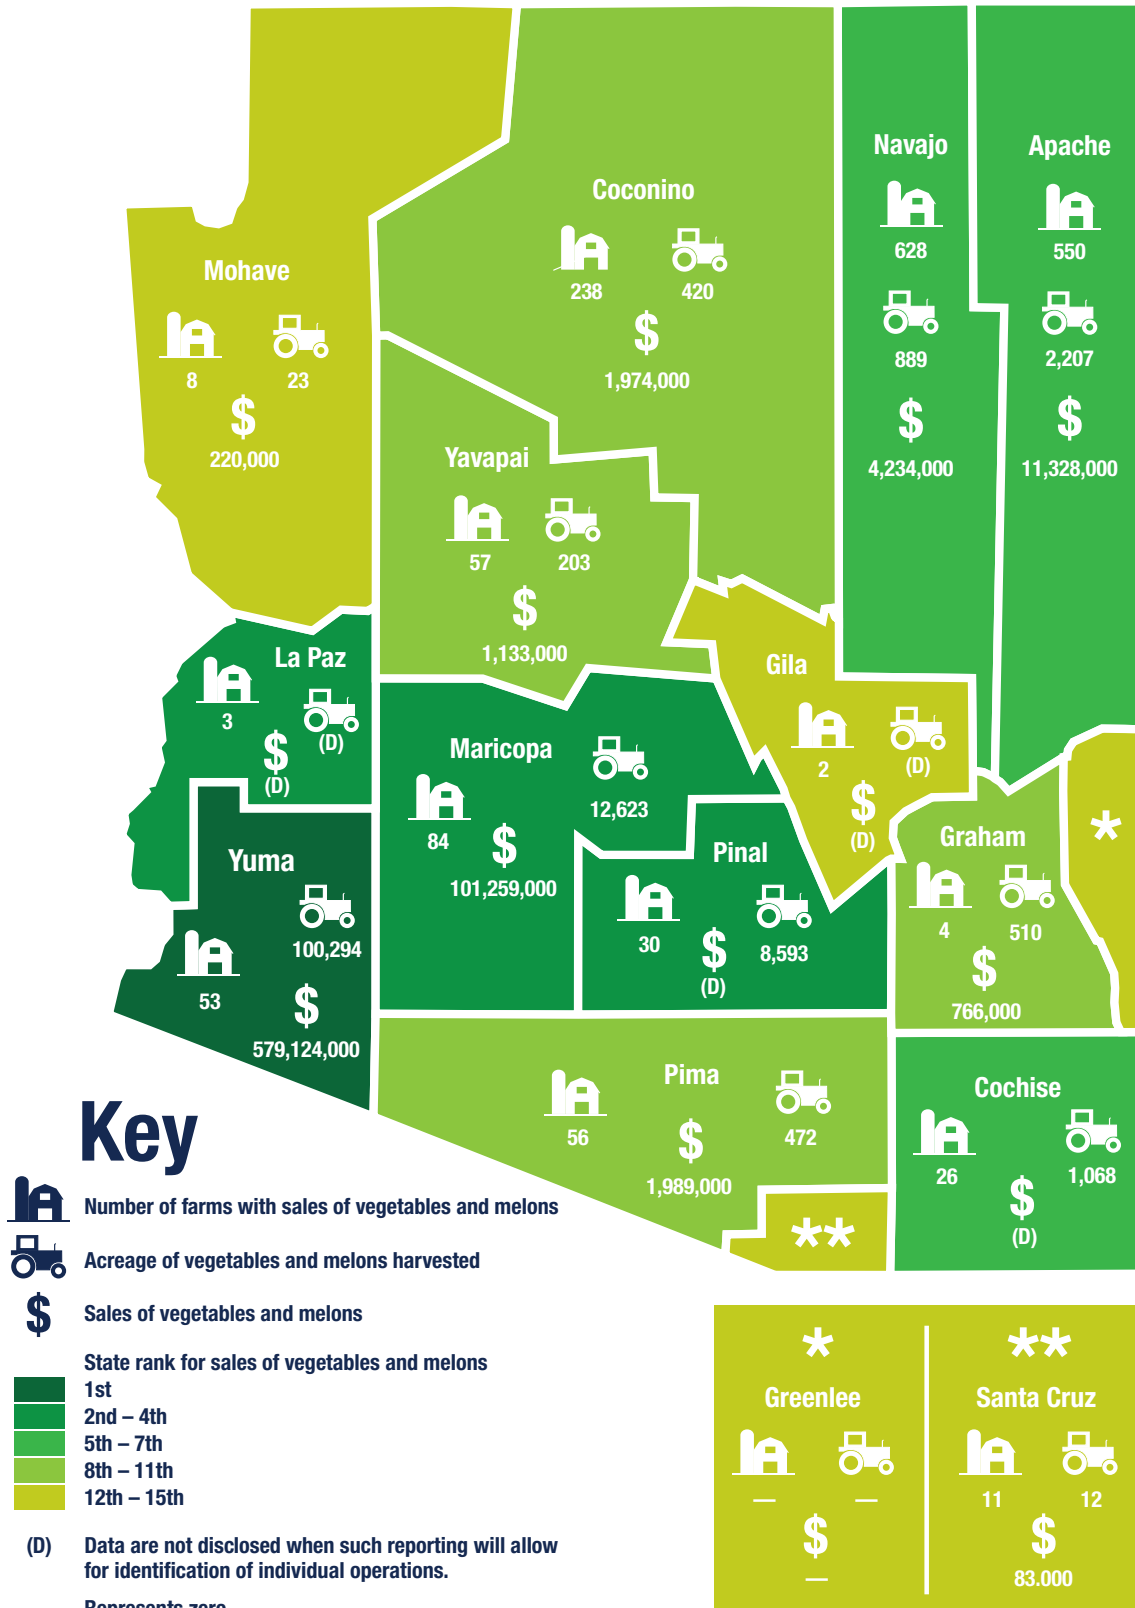 Navajo
628
889
$
4,234,000
Apache
550
2,207
$
11,328,000
Coconino
238 420
$
1,974,000
Mohave
8 23
$
220,000
Yavapai
57 203
$
1,133,000
La Paz
3
(D)
$
(D)
Gila
2
(D)
$
(D)
Maricopa
12,623
84
$
101,259,000
Pinal
30
8,593
$
(D)
Graham
4 510
$
766,000
*
Yuma
100,294
53
$
579,124,000
Pima
56 472
$
1,989,000
Cochise
26 1,068
$
(D)
**
Key
Number of farms with sales of vegetables and melons
Acreage of vegetables and melons harvested
$ Sales of vegetables and melons
State rank for sales of vegetables and melons
1st
2nd – 4th
5th – 7th
8th – 11th
12th – 15th
(D) Data are not disclosed when such reporting will allow
for identification of individual operations.
Represents zero
*
Greenlee
— —
$
—
**
Santa Cruz
11 12
$
83.000